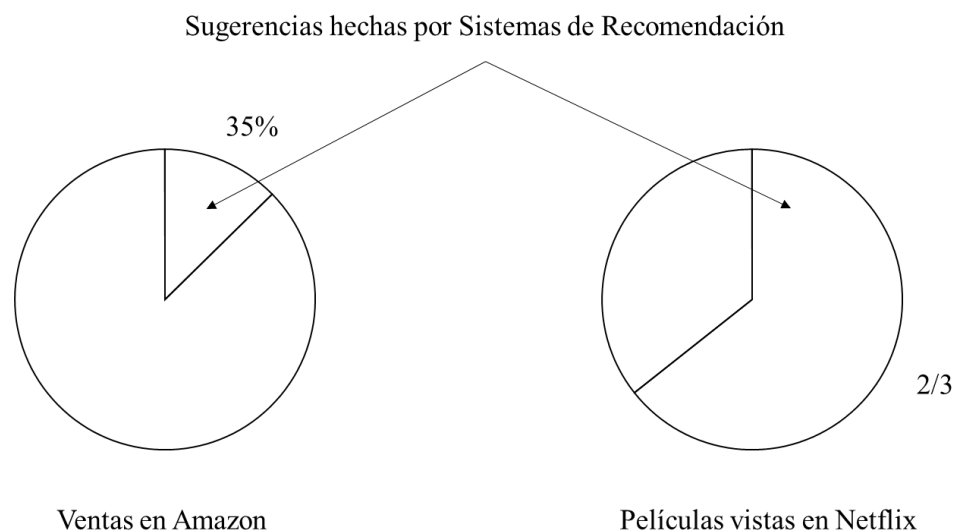 Sugerencias hechas por Sistemas de Recomendación
35%
2/3
Ventas en Amazon
Películas vistas en Netflix